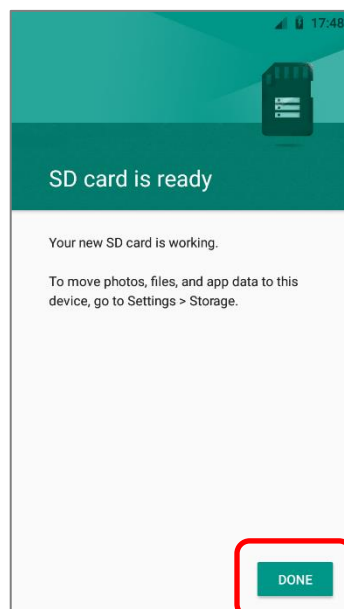 17:48
SD card is ready
Your new SD card is working.
To move photos, files, and app data to this
device, go to Settings > Storage.
DONE